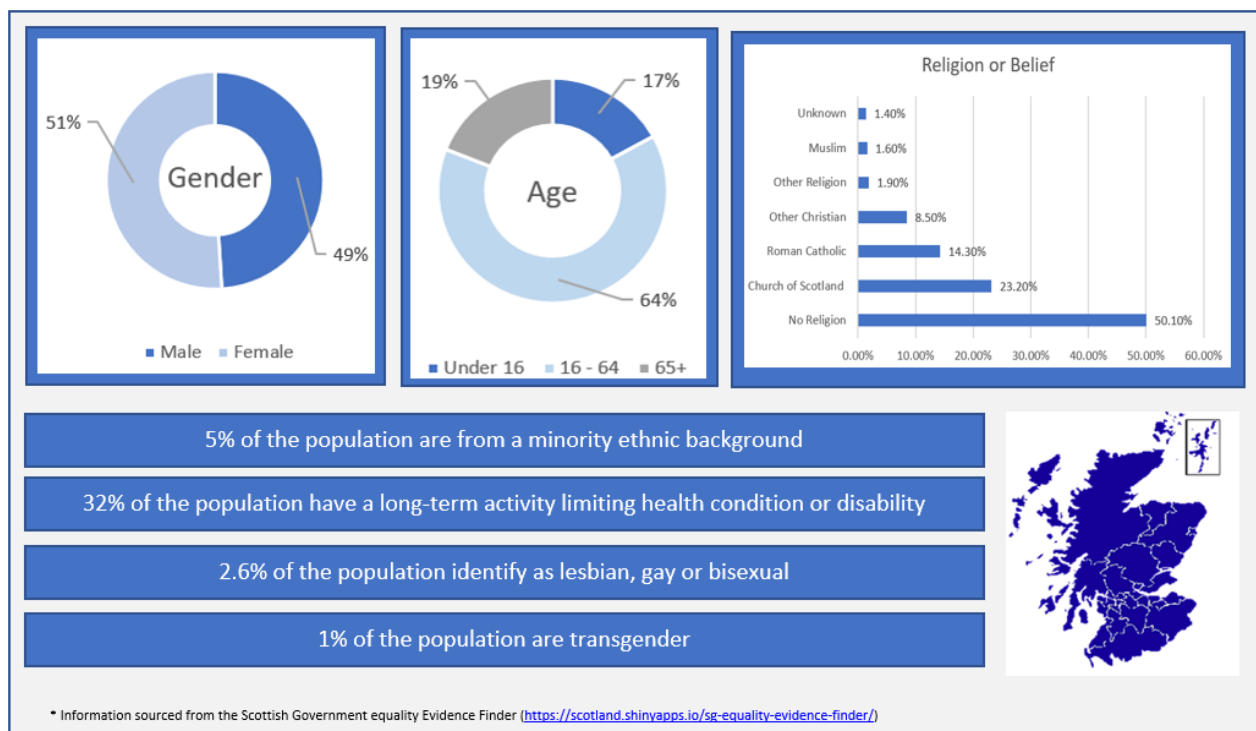 51%
Gender
49%
Male Female
19%
17%
Age
64%
Under 16 16 - 64 65+
Religion or Belief
Unknown 1.40%
Muslim 1.60%
Other Religion 1.90%
Other Christian 8.50%
Roman Catholic 14.30%
Church of Scotland 23.20%
No Religion 50.10%
0.00% 10.00% 20.00% 30.00% 40.00% 50.00% 60.00%
5% of the population are from a minority ethnic background
32% of the population have a long-term activity limiting health condition or disability
2.6% of the population identify as lesbian, gay or bisexual
1% of the population are transgender
* Information sourced from the Scottish Government equality Evidence Finder (https://scotland.shinyapps.io/sg-equality-evidence-finder/)